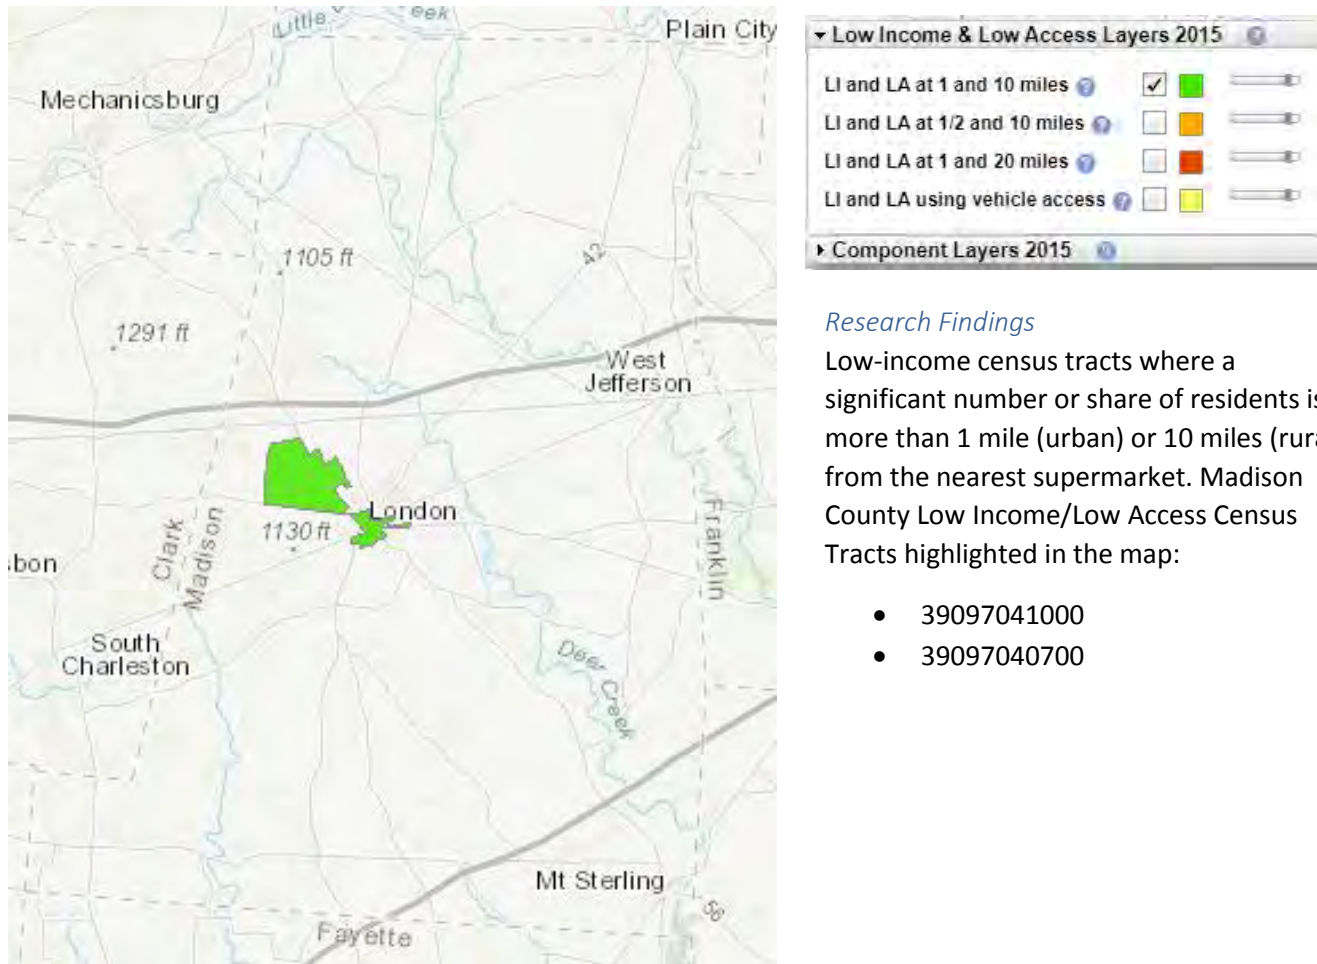 Little
eek
Plain City
Mechanicsburg
1105 ft
42
1291 ft
West
Jefferson
London
1130 ft
Clark
Madison
Franklin
sbon
South
Charleston
Deer Creek
Mt Sterling
56
Fayette
Low Income & Low Access Layers 2015 ?
LI and LA at 1 and 10 miles ?
LI and LA at 1/2 and 10 miles ?
LI and LA at 1 and 20 miles ?
LI and LA using vehicle access ?
Component Layers 2015 ?
Research Findings
Low-income census tracts where a
significant number or share of residents is
more than 1 mile (urban) or 10 miles (rura
from the nearest supermarket. Madison
County Low Income/Low Access Census
Tracts highlighted in the map:
• 39097041000
• 39097040700